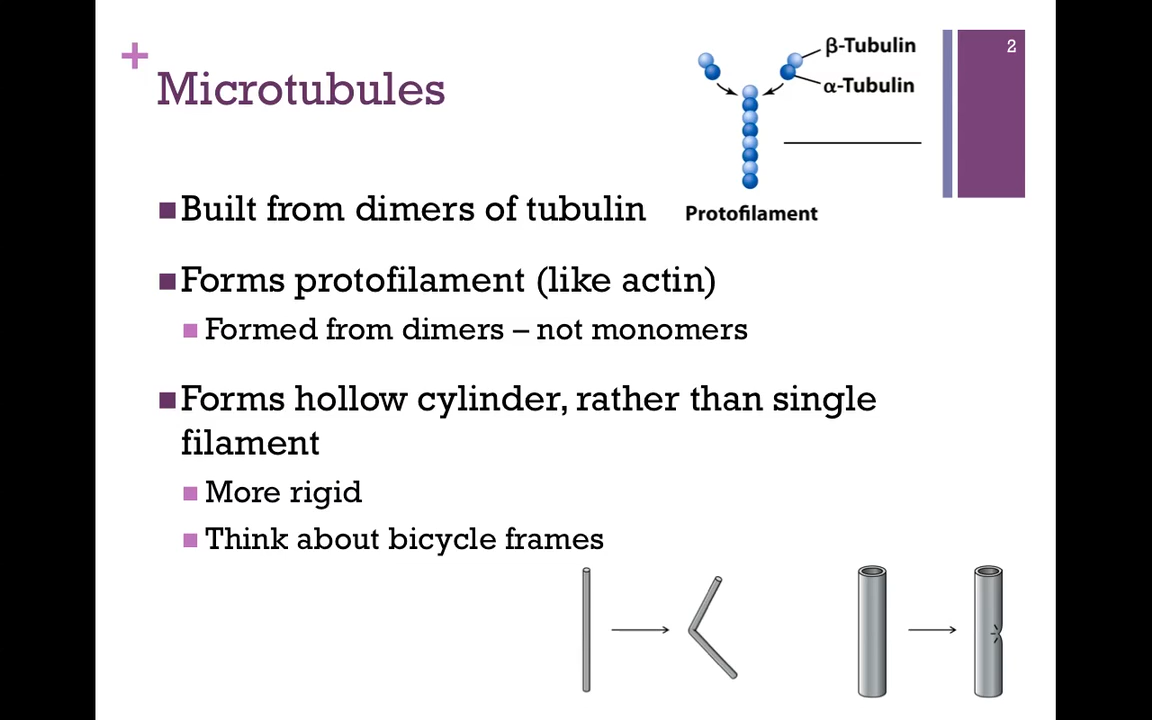 +
Microtubules
β-Tubulin
α-Tubulin
2
Protofilament
Built from dimers of tubulin
Forms protofilament (like actin)
Formed from dimers – not monomers
Forms hollow cylinder, rather than single
filament
More rigid
Think about bicycle frames